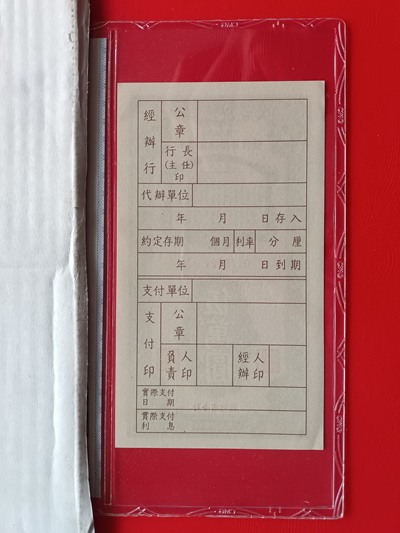 經辦行
公章
行長
(主任)
印
代辦單位
年 月 日存入
約定存期 個月 利率 分 厘
年 月 日到期
支付單位
支付印
公章
負責人
經辦人印
實際支付
日期
實際支付
利息